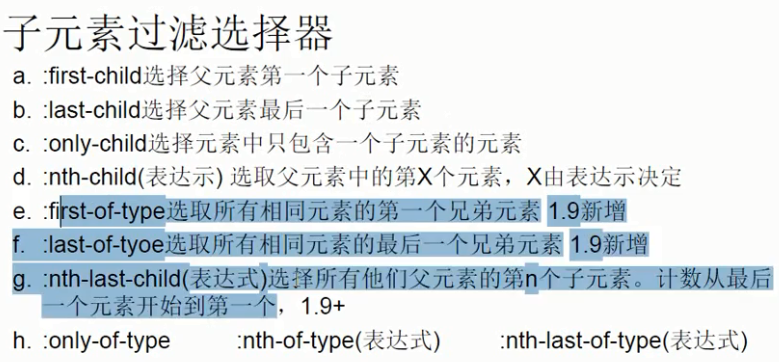 子元素过滤选择器
a. :first-child选择父元素第一个子元素
b. :last-child选择父元素最后一个子元素
c. :only-child选择元素中只包含一个子元素的元素
d. :nth-child(表达示) 选取父元素中的第X个元素，X由表达示决定
e. :first-of-type选取所有相同元素的第一个兄弟元素 1.9新增
f. :last-of-tyoe选取所有相同元素的最后一个兄弟元素 1.9新增
g. :nth-last-child(表达式)选择所有他们父元素的第n个子元素。计数从最后
一个元素开始到第一个，1.9+
h. :only-of-type :nth-of-type(表达式) :nth-last-of-type(表达式)